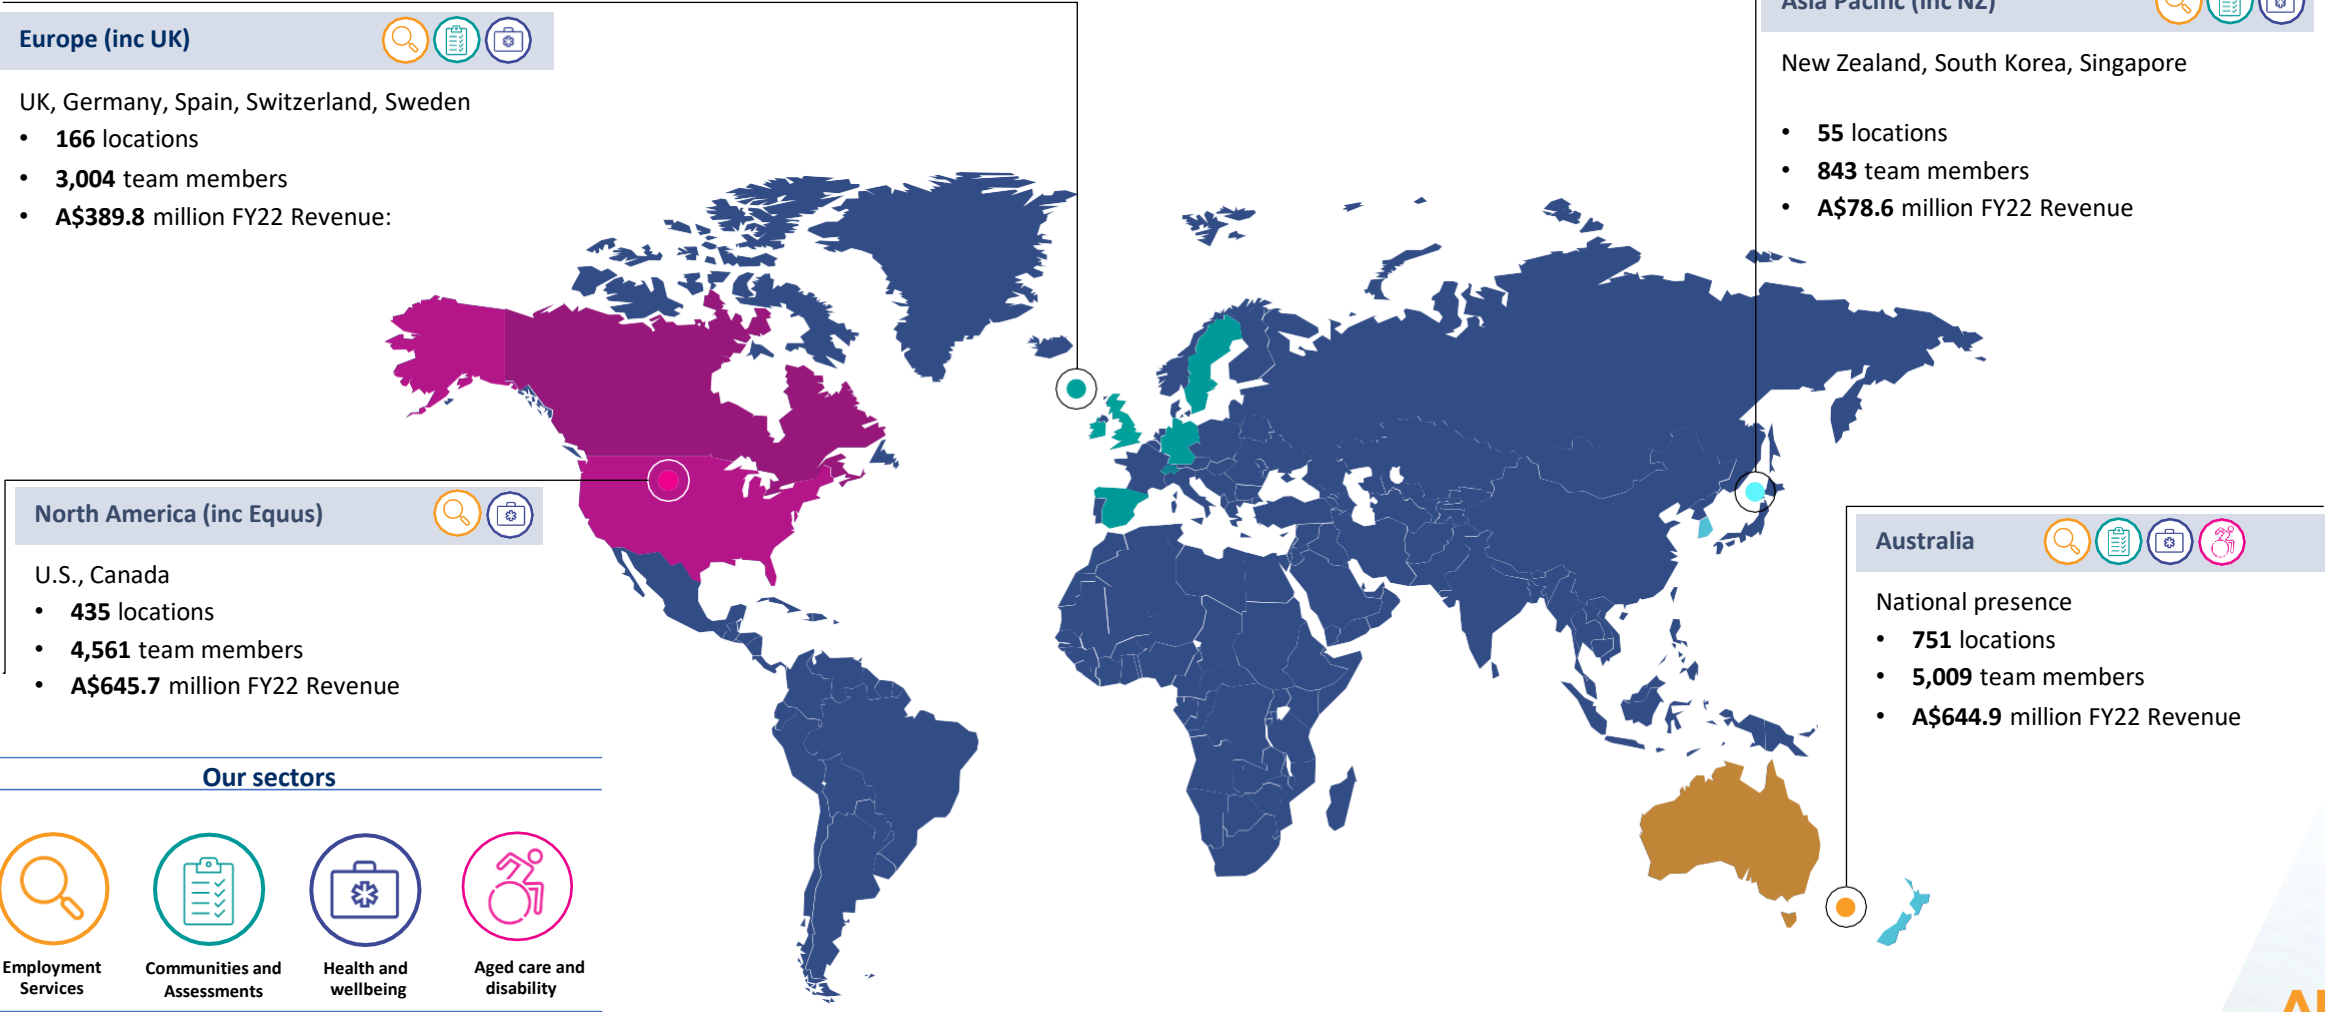 Europe (inc UK)
UK, Germany, Spain, Switzerland, Sweden
• 166 locations
• 3,004 team members
• A$389.8 million FY22 Revenue:
Asia Pacific (inc NZ)
New Zealand, South Korea, Singapore
• 55 locations
• 843 team members
• A$78.6 million FY22 Revenue
North America (inc Equus)
U.S., Canada
• 435 locations
• 4,561 team members
• A$645.7 million FY22 Revenue
Australia
National presence
• 751 locations
• 5,009 team members
• A$644.9 million FY22 Revenue
Our sectors
Employment
Services
Communities and
Assessments
Health and
wellbeing
Aged care and
disability